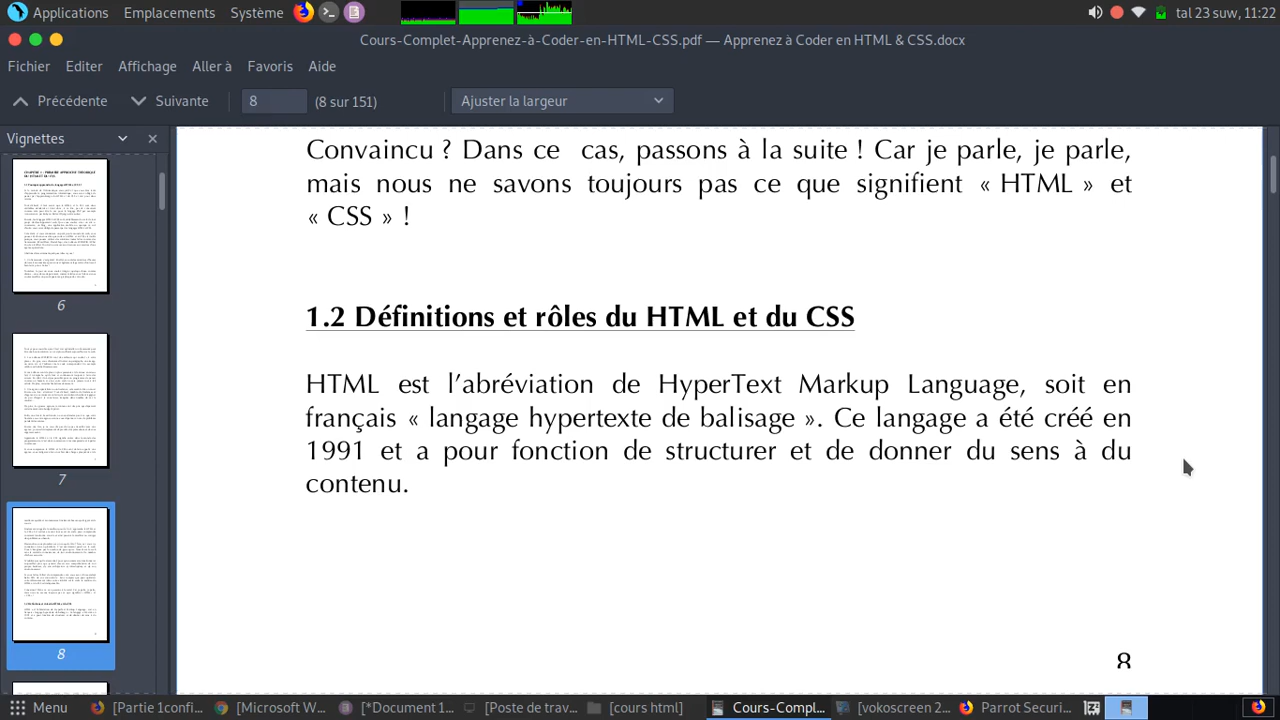 Applications Emplacements Système tal 23 suw, 11:22
Cours-Complet-Apprenez-à-Coder-en-HTML-CSS.pdf — Apprenez à Coder en HTML & CSS.docx
Fichier Editer Affichage Aller à Favoris Aide
Précédente Suivante 8 (8 sur 151) Ajuster la largeur
Vignettes
6
7
8
Convaincu ? Dans ce cas, passons à la suite ! Car je parle, je parle,
mais nous ne savons toujours pas ce que signifient « HTML » et
« CSS » !
1.2 Définitions et rôles du HTML et du CSS
HTML est l’abréviation de HyperText Markup Language, soit en
français « langage hypertexte de balisage ». Ce langage a été créé en
1991 et a pour fonction de structurer et de donner du sens à du
contenu.
8
Menu [Partie 1confi... [Microsoft W... [*Document 1... [Poste de trav... [cours html] Cours-Compl... [vokoscreen 2... Parrot Securi...